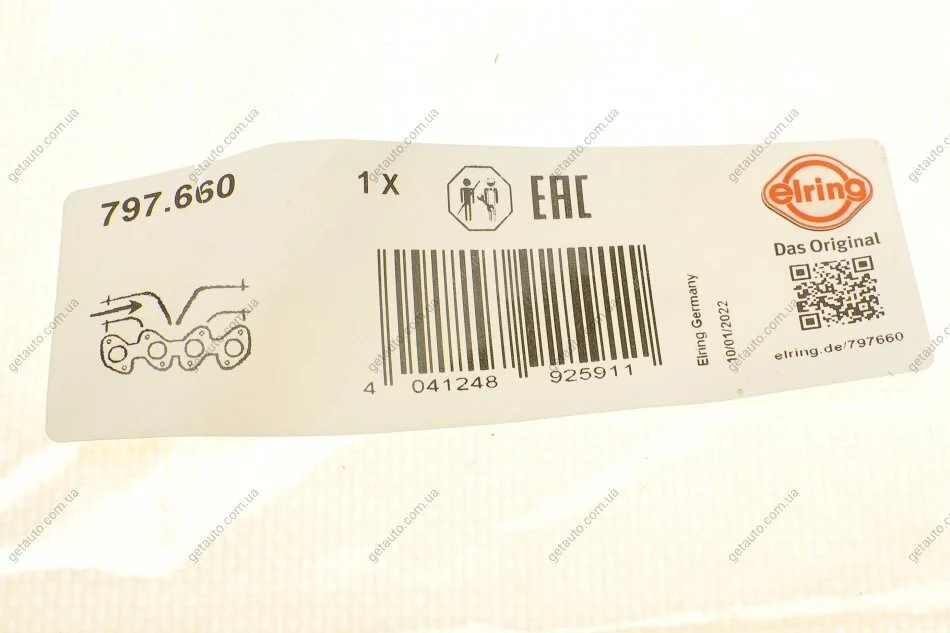 797.660
1 x
EAC
elring
Das Original
4 041248 925911
Elring Germany
10/01/2022
elring.de/797660
getauto.com.ua